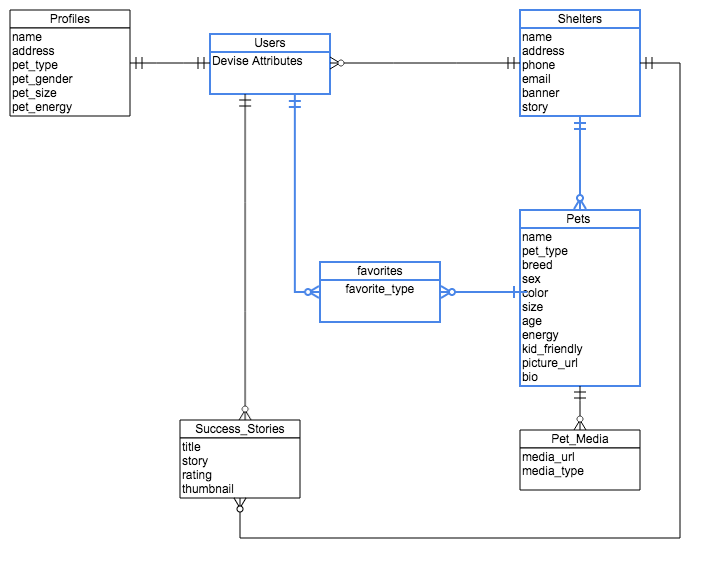 Profiles
name
address
pet_type
pet_gender
pet_size
pet_energy
Users
Devise Attributes
Shelters
name
address
phone
email
banner
story
Pets
name
pet_type
breed
sex
color
size
age
energy
kid_friendly
picture_url
bio
favorites
favorite_type
Success_Stories
title
story
rating
thumbnail
Pet_Media
media_url
media_type